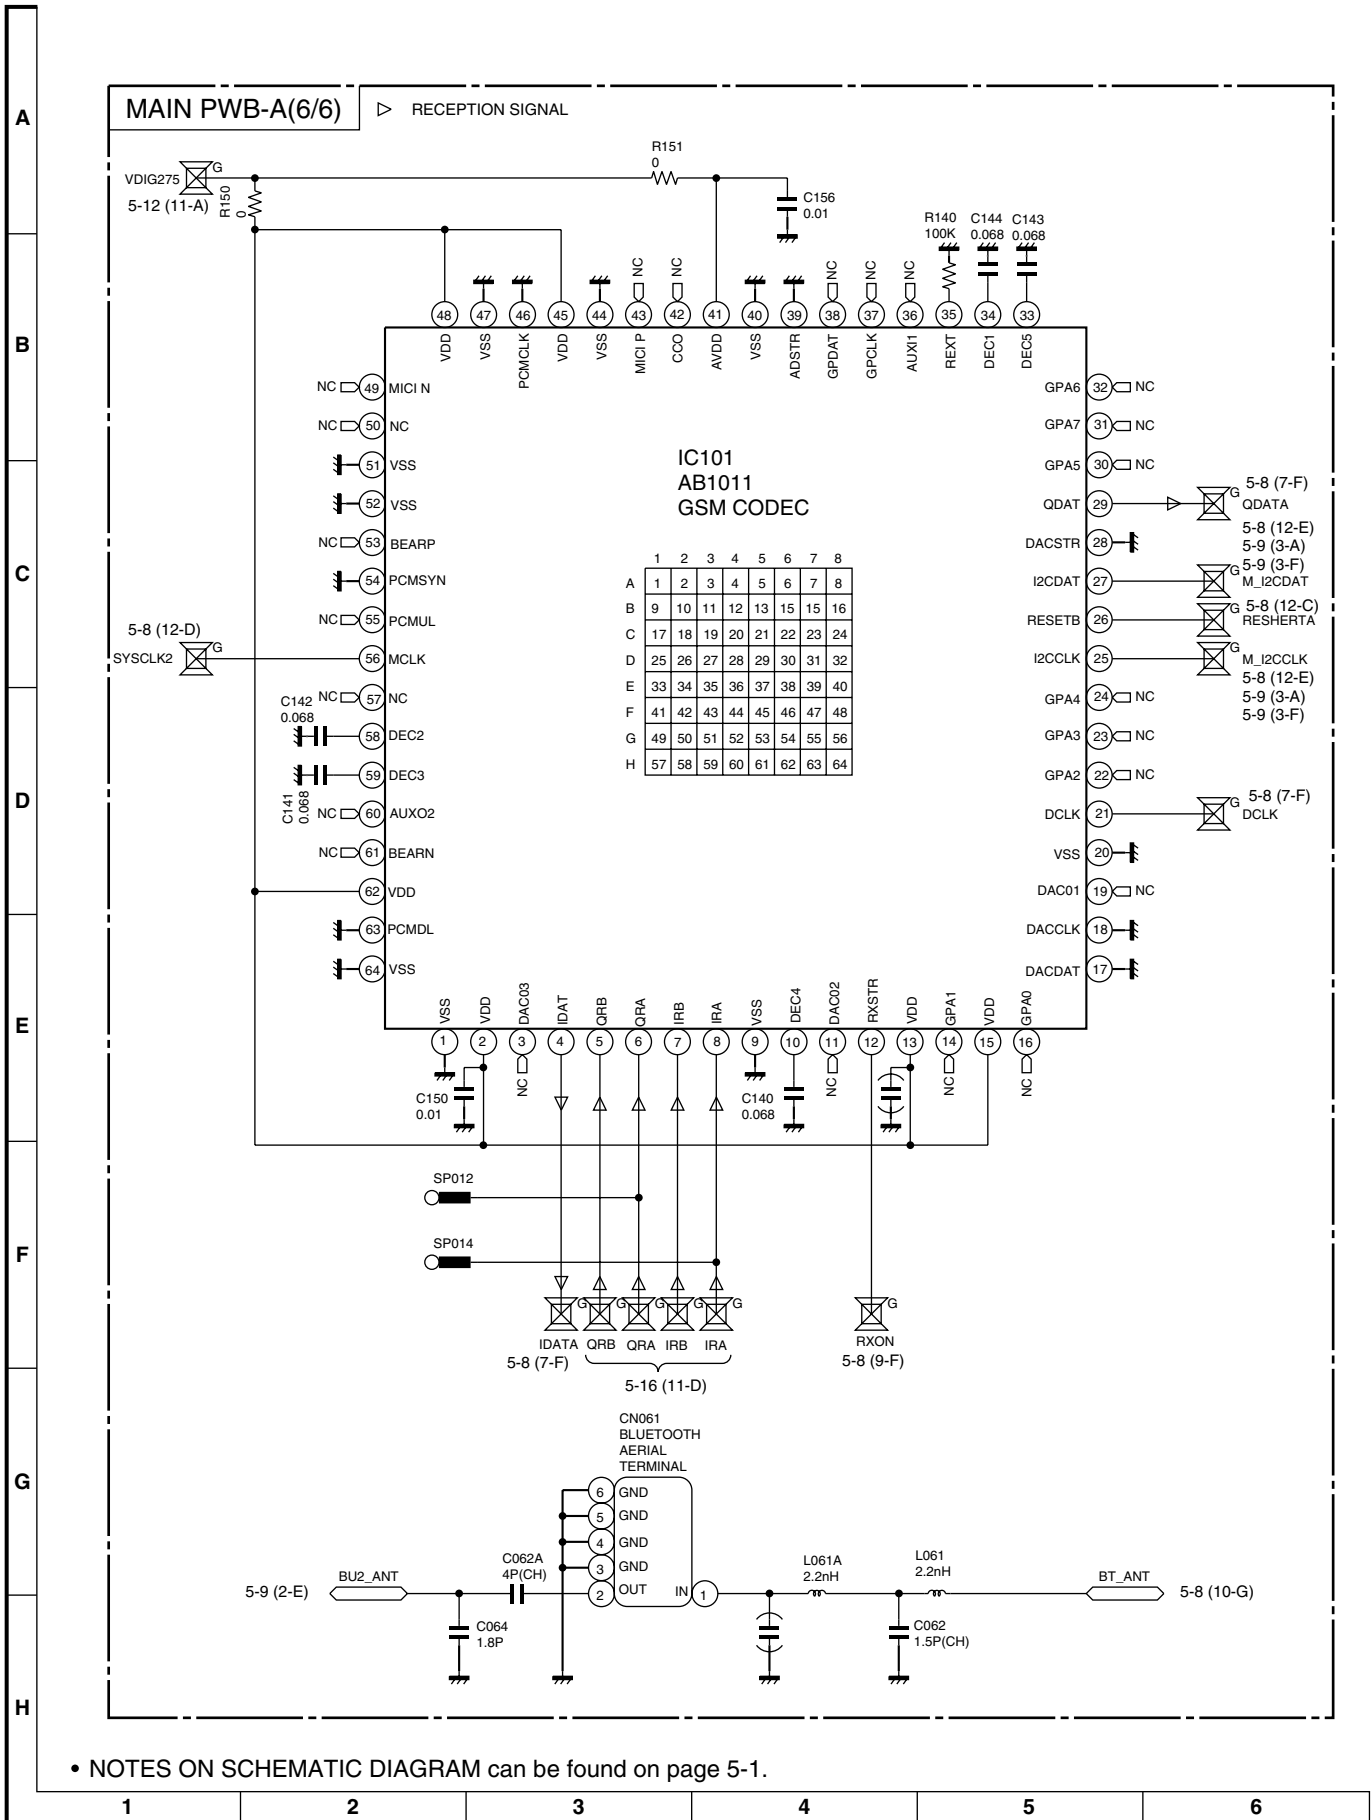 A
B
C
D
E
F
G
H
MAIN PWB-A(6/6)
RECEPTION SIGNAL
VDIG275
G
5-12 (11-A)
R150
0
R151
0
C156
0.01
R140
100K
C144
0.068
C143
0.068
NC
NC
NC
NC
NC
48 47 46 45 44 43 42 41 40 39 38 37 36 35 34 33
VDD
VSS
PCMCLK
VDD
VSS
MICI P
CCO
AVDD
VSS
ADSTR
GPDAT
GPCLK
AUXI1
REXT
DEC1
DEC5
NC 49 MICI N
NC 50 NC
51 VSS
52 VSS
NC 53 BEARP
54 PCMSYN
NC 55 PCMUL
5-8 (12-D)
SYSCLK2
G
56 MCLK
NC 57 NC
C142
0.068
58 DEC2
59 DEC3
C141
0.068
NC 60 AUXO2
NC 61 BEARN
62 VDD
63 PCMDL
64 VSS
IC101
AB1011
GSM CODEC
1 2 3 4 5 6 7 8
A 1 2 3 4 5 6 7 8
B 9 10 11 12 13 15 15 16
C 17 18 19 20 21 22 23 24
D 25 26 27 28 29 30 31 32
E 33 34 35 36 37 38 39 40
F 41 42 43 44 45 46 47 48
G 49 50 51 52 53 54 55 56
H 57 58 59 60 61 62 63 64
GPA6 32 NC
GPA7 31 NC
GPA5 30 NC
QDAT 29
G
5-8 (7-F)
QDATA
DACSTR 28
5-8 (12-E)
5-9 (3-A)
5-9 (3-F)
I2CDAT 27
G
M_I2CDAT
RESETB 26
G
5-8 (12-C)
RESHERTA
I2CCLK 25
G
M_I2CCLK
5-8 (12-E)
5-9 (3-A)
5-9 (3-F)
GPA4 24 NC
GPA3 23 NC
GPA2 22 NC
DCLK 21
G
5-8 (7-F)
DCLK
VSS 20
DAC01 19 NC
DACCLK 18
DACDAT 17
VSS
VDD
DAC03
IDAT
QRB
QRA
IRB
IRA
VSS
DEC4
DAC02
RXSTR
VDD
GPA1
VDD
GPA0
1 2 3 4 5 6 7 8 9 10 11 12 13 14 15 16
C150
0.01
NC
C140
0.068
NC
NC
NC
SP012
SP014
G G G G G
IDATA QRB QRA IRB IRA
5-8 (7-F)
5-16 (11-D)
G
RXON
5-8 (9-F)
CN061
BLUETOOTH
AERIAL
TERMINAL
6 GND
5 GND
4 GND
3 GND
2 OUT
IN 1
5-9 (2-E)
BU2_ANT
C062A
4P(CH)
C064
1.8P
L061A
2.2nH
L061
2.2nH
C062
1.5P(CH)
BT_ANT
5-8 (10-G)
• NOTES ON SCHEMATIC DIAGRAM can be found on page 5-1.
1 2 3 4 5 6